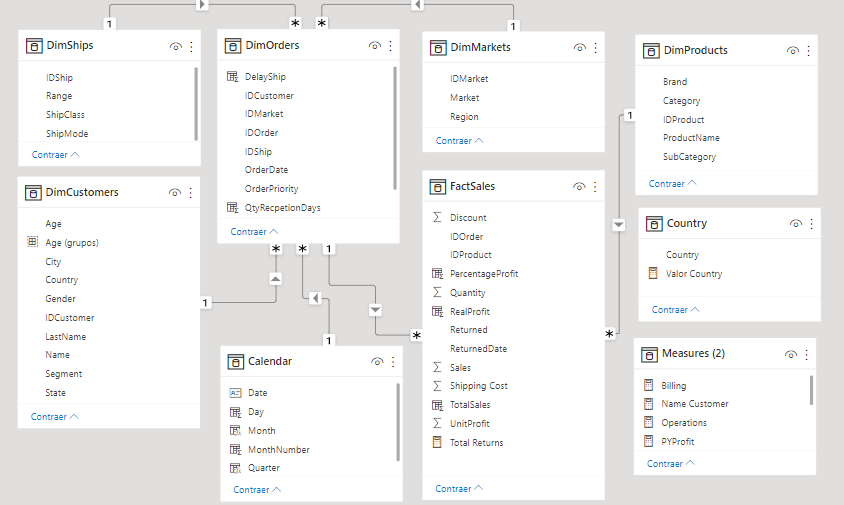 1
*
*
1
DimShips
IDShip
Range
ShipClass
ShipMode
Contraer
DimOrders
DelayShip
IDCustomer
IDMarket
IDOrder
IDShip
OrderDate
OrderPriority
QtyRecpetionDays
Contraer
DimMarkets
IDMarket
Market
Region
Contraer
DimProducts
Brand
Category
IDProduct
ProductName
SubCategory
Contraer
1
DimCustomers
Age
Age (grupos)
City
Country
Gender
IDCustomer
LastName
Name
Segment
State
Contraer
1
*
*
1
1
*
*
Calendar
Date
Day
Month
MonthNumber
Quarter
Contraer
FactSales
Discount
IDOrder
IDProduct
PercentageProfit
Quantity
RealProfit
Returned
ReturnedDate
Sales
Shipping Cost
TotalSales
UnitProfit
Total Returns
Contraer
Country
Country
Valor Country
Contraer
Measures (2)
Billing
Name Customer
Operations
PYProfit
Contraer